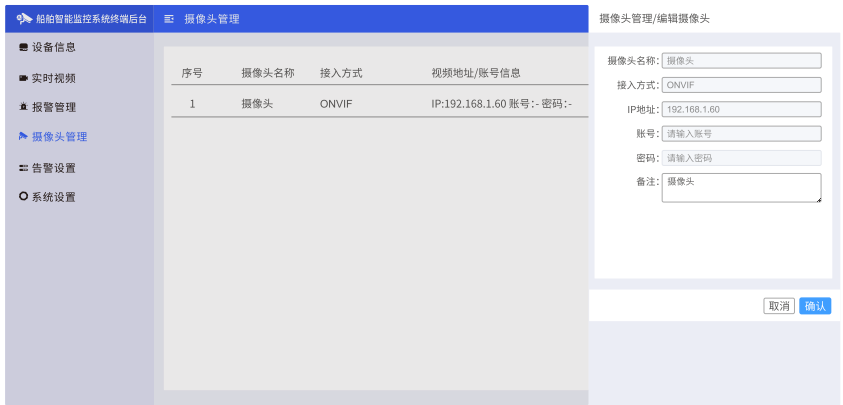 船舶智能监控系统终端后台
设备信息
实时视频
报警管理
摄像头管理
告警设置
系统设置
摄像头管理
序号 摄像头名称 接入方式 视频地址/账号信息
1 摄像头 ONVIF IP:192.168.1.60 账号:- 密码:-
摄像头管理/编辑摄像头
摄像头名称: 摄像头
接入方式: ONVIF
IP地址: 192.168.1.60
账号: 请输入账号
密码: 请输入密码
备注: 摄像头
取消 确认